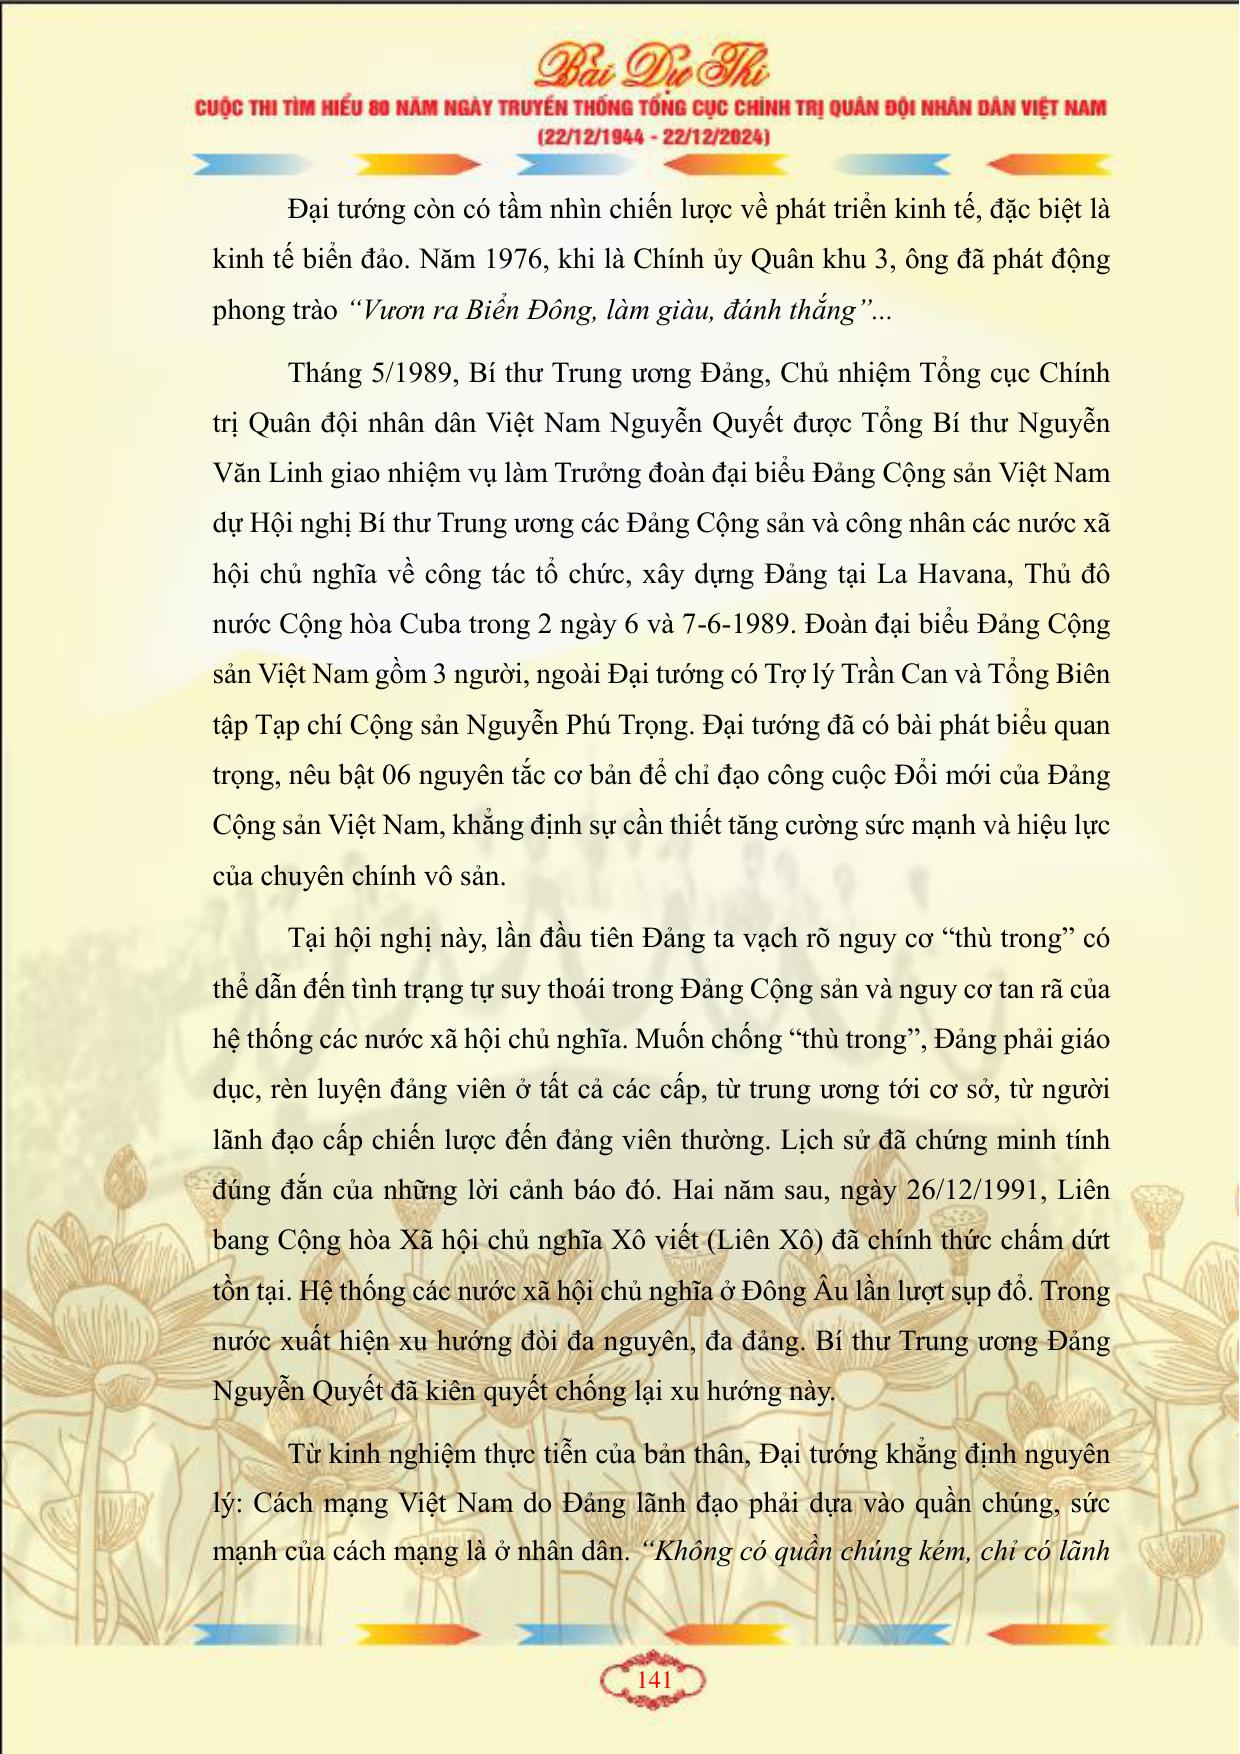 Bài Dự Thi
CUỘC THI TÌM HIỂU 80 NĂM NGÀY TRUYỀN THỐNG TỔNG CỤC CHÍNH TRỊ QUÂN ĐỘI NHÂN DÂN VIỆT NAM
(22/12/1944 - 22/12/2024)
Đại tướng còn có tầm nhìn chiến lược về phát triển kinh tế, đặc biệt là
kinh tế biển đảo. Năm 1976, khi là Chính ủy Quân khu 3, ông đã phát động
phong trào “Vươn ra Biển Đông, làm giàu, đánh thắng”...
Tháng 5/1989, Bí thư Trung ương Đảng, Chủ nhiệm Tổng cục Chính
trị Quân đội nhân dân Việt Nam Nguyễn Quyết được Tổng Bí thư Nguyễn
Văn Linh giao nhiệm vụ làm Trưởng đoàn đại biểu Đảng Cộng sản Việt Nam
dự Hội nghị Bí thư Trung ương các Đảng Cộng sản và công nhân các nước xã
hội chủ nghĩa về công tác tổ chức, xây dựng Đảng tại La Havana, Thủ đô
nước Cộng hòa Cuba trong 2 ngày 6 và 7-6-1989. Đoàn đại biểu Đảng Cộng
sản Việt Nam gồm 3 người, ngoài Đại tướng có Trợ lý Trần Can và Tổng Biên
tập Tạp chí Cộng sản Nguyễn Phú Trọng. Đại tướng đã có bài phát biểu quan
trọng, nêu bật 06 nguyên tắc cơ bản để chỉ đạo công cuộc Đổi mới của Đảng
Cộng sản Việt Nam, khẳng định sự cần thiết tăng cường sức mạnh và hiệu lực
của chuyên chính vô sản.
Tại hội nghị này, lần đầu tiên Đảng ta vạch rõ nguy cơ “thù trong” có
thể dẫn đến tình trạng tự suy thoái trong Đảng Cộng sản và nguy cơ tan rã của
hệ thống các nước xã hội chủ nghĩa. Muốn chống “thù trong”, Đảng phải giáo
dục, rèn luyện đảng viên ở tất cả các cấp, từ trung ương tới cơ sở, từ người
lãnh đạo cấp chiến lược đến đảng viên thường. Lịch sử đã chứng minh tính
đúng đắn của những lời cảnh báo đó. Hai năm sau, ngày 26/12/1991, Liên
bang Cộng hòa Xã hội chủ nghĩa Xô viết (Liên Xô) đã chính thức chấm dứt
tồn tại. Hệ thống các nước xã hội chủ nghĩa ở Đông Âu lần lượt sụp đổ. Trong
nước xuất hiện xu hướng đòi đa nguyên, đa đảng. Bí thư Trung ương Đảng
Nguyễn Quyết đã kiên quyết chống lại xu hướng này.
Từ kinh nghiệm thực tiễn của bản thân, Đại tướng khẳng định nguyên
lý: Cách mạng Việt Nam do Đảng lãnh đạo phải dựa vào quần chúng, sức
mạnh của cách mạng là ở nhân dân. “Không có quần chúng kém, chỉ có lãnh
141